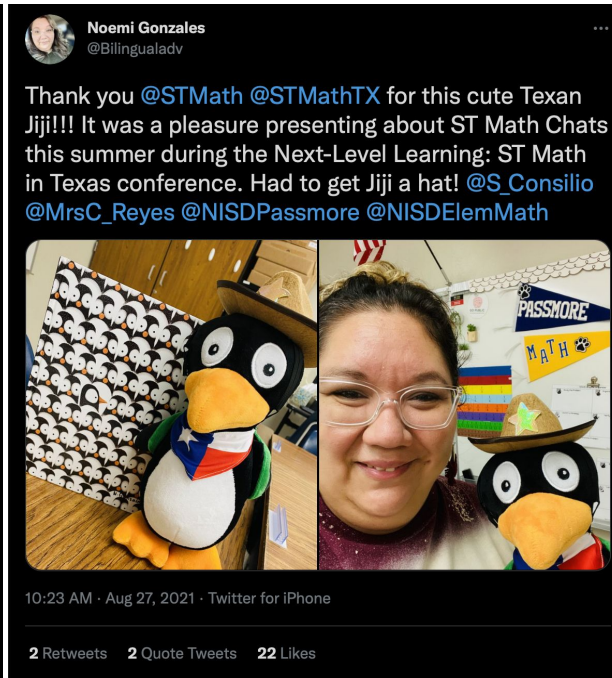 Noemi Gonzales
@Bilingualadv
Thank you @STMath @STMathTX for this cute Texan
Jiji!!! It was a pleasure presenting about ST Math Chats
this summer during the Next-Level Learning: ST Math
in Texas conference. Had to get Jiji a hat! @S_Consilio
@MrsC_Reyes @NISDPassmore @NISDElemMath
PASSMORE
MATH
10:23 AM · Aug 27, 2021 · Twitter for iPhone
2 Retweets 2 Quote Tweets 22 Likes